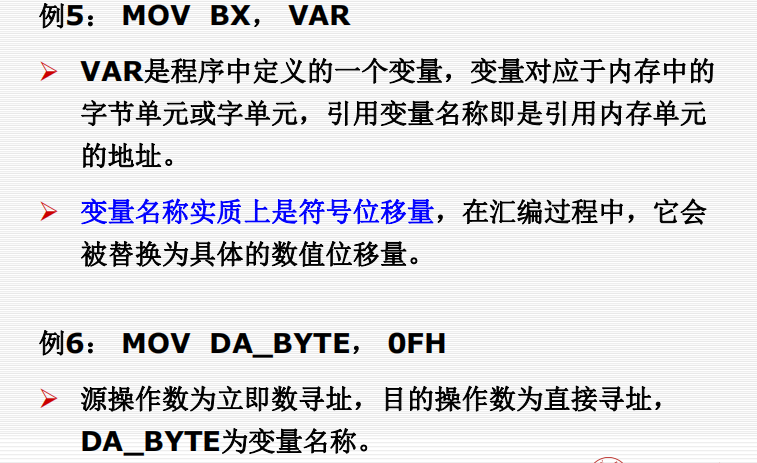 例5： MOV BX， VAR
VAR是程序中定义的一个变量，变量对应于内存中的
字节单元或字单元，引用变量名称即是引用内存单元
的地址。
变量名称实质上是符号位移量，在汇编过程中，它会
被替换为具体的数值位移量。
例6： MOV DA_BYTE， 0FH
源操作数为立即数寻址，目的操作数为直接寻址，
DA_BYTE为变量名称。